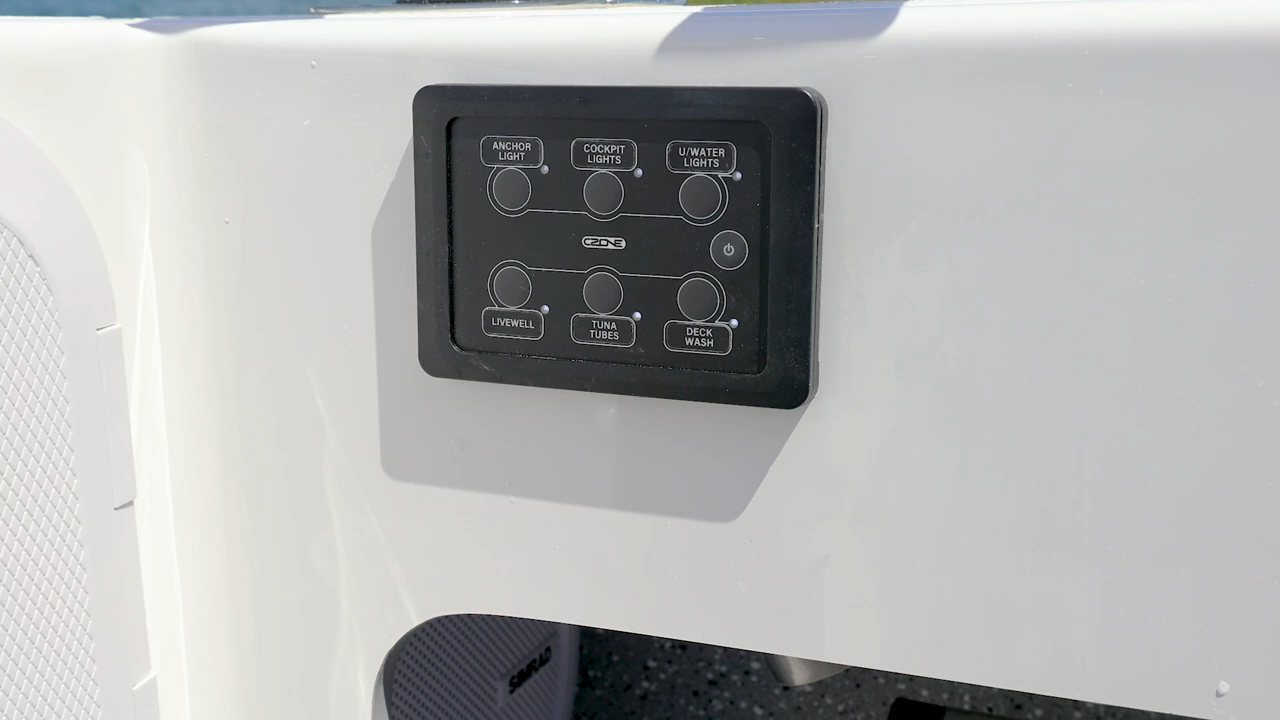 ANCHOR
LIGHT
COCKPIT
LIGHTS
U/WATER
LIGHTS
CZONE
LIVEWELL
TUNA
TUBES
DECK
WASH
SIMRAD